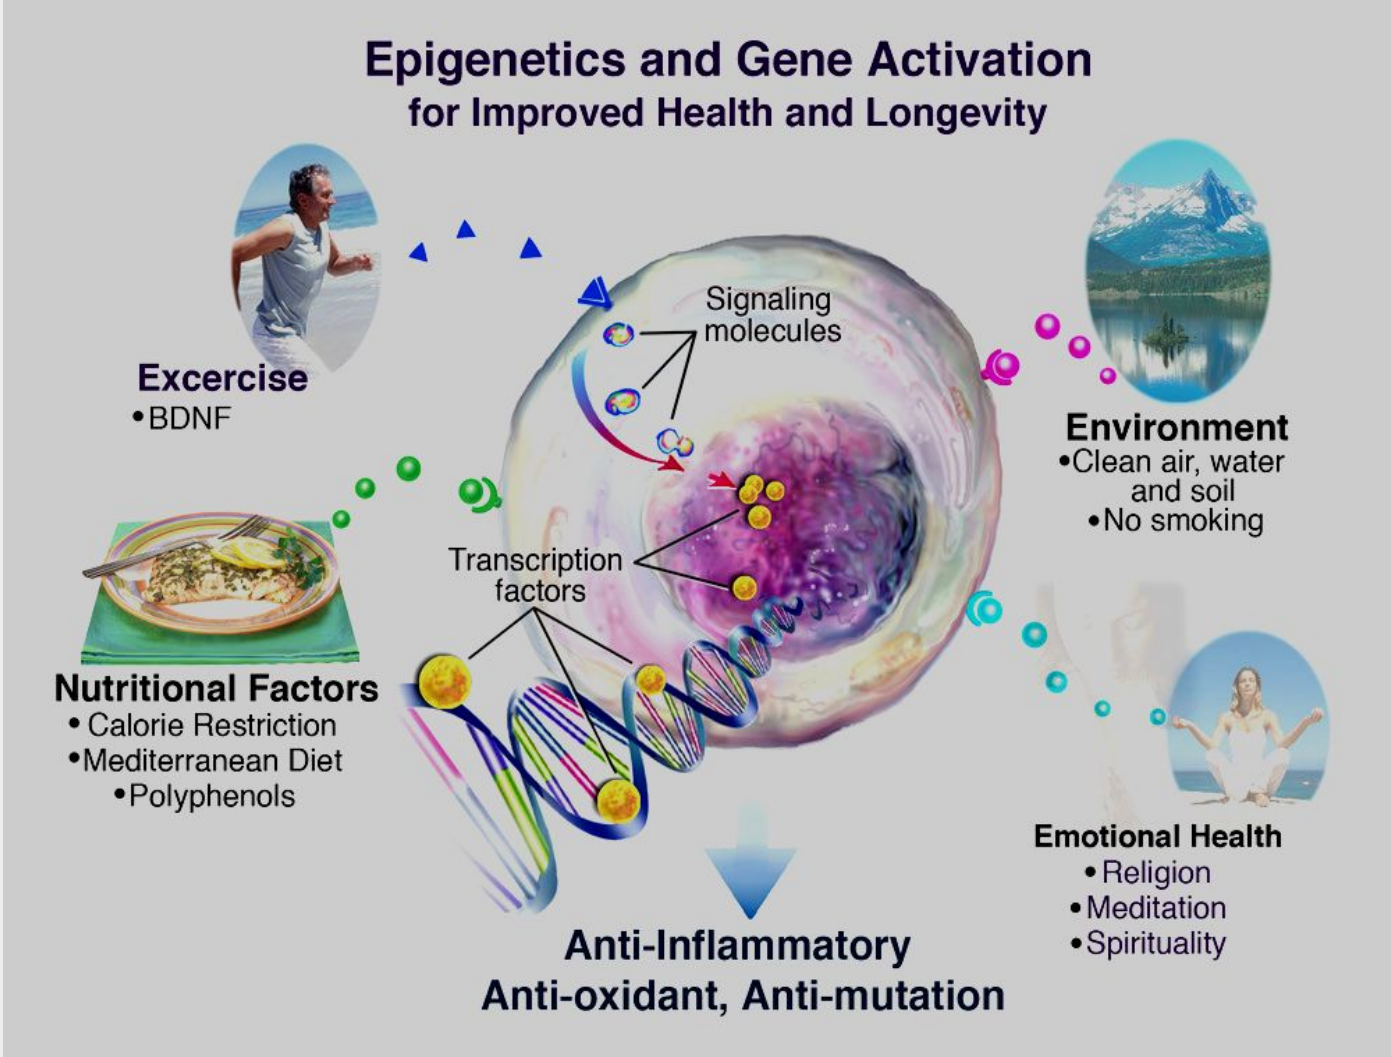 Epigenetics and Gene Activation
for Improved Health and Longevity
Signaling
molecules
Excercise
•BDNF
Environment
•Clean air, water
and soil
•No smoking
Transcription
factors
Nutritional Factors
• Calorie Restriction
•Mediterranean Diet
•Polyphenols
Emotional Health
• Religion
• Meditation
• Spirituality
Anti-Inflammatory
Anti-oxidant, Anti-mutation